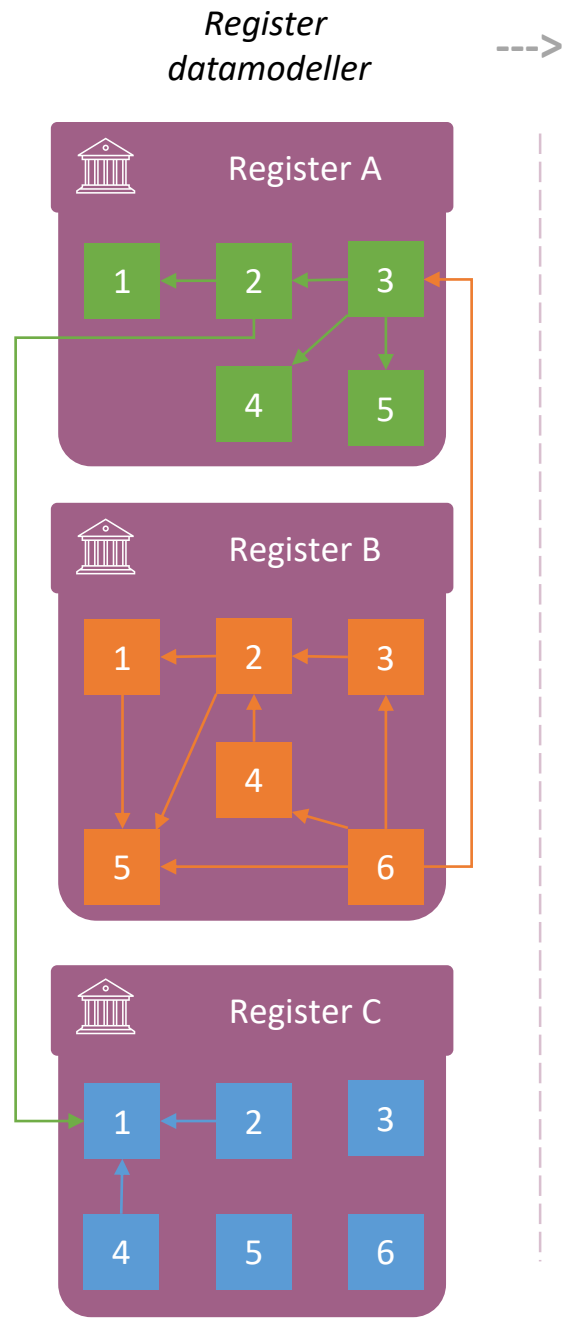 Register
datamodeller
--->
Register A
1 2 3
4 5
Register B
1 2 3
4
5 6
Register C
1 2 3
4 5 6